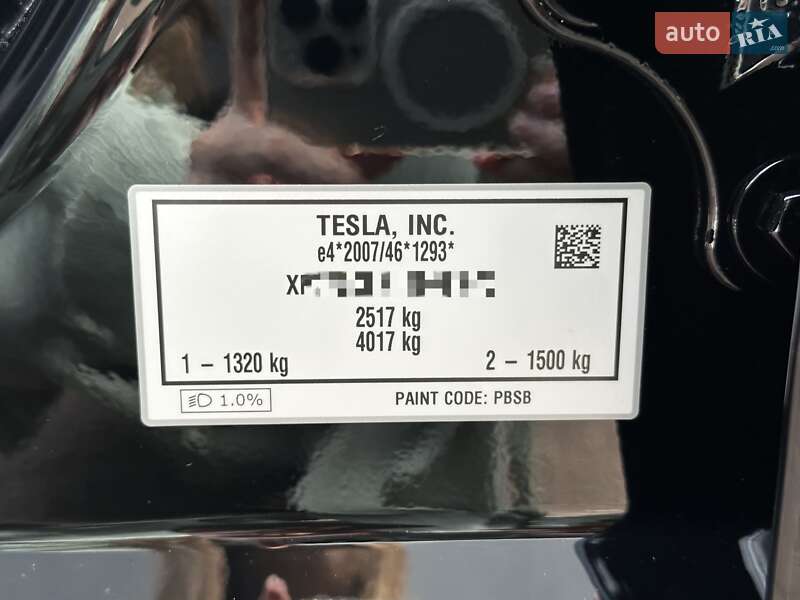 auto RIA.com
TESLA, INC.
e4*2007/46*1293*
2517 kg
4017 kg
1 – 1320 kg
2 – 1500 kg
1.0%
PAINT CODE: PBSB